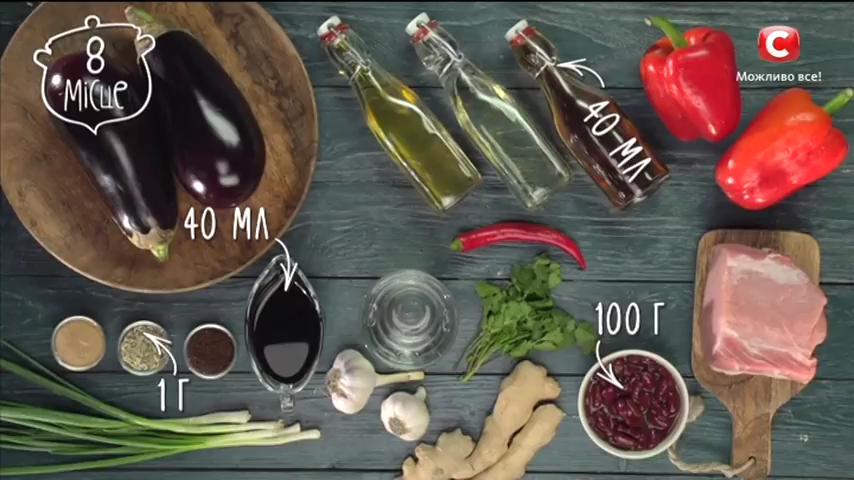 8
місце
Можливо все!
40 мл
40 мл
100 г
1 г